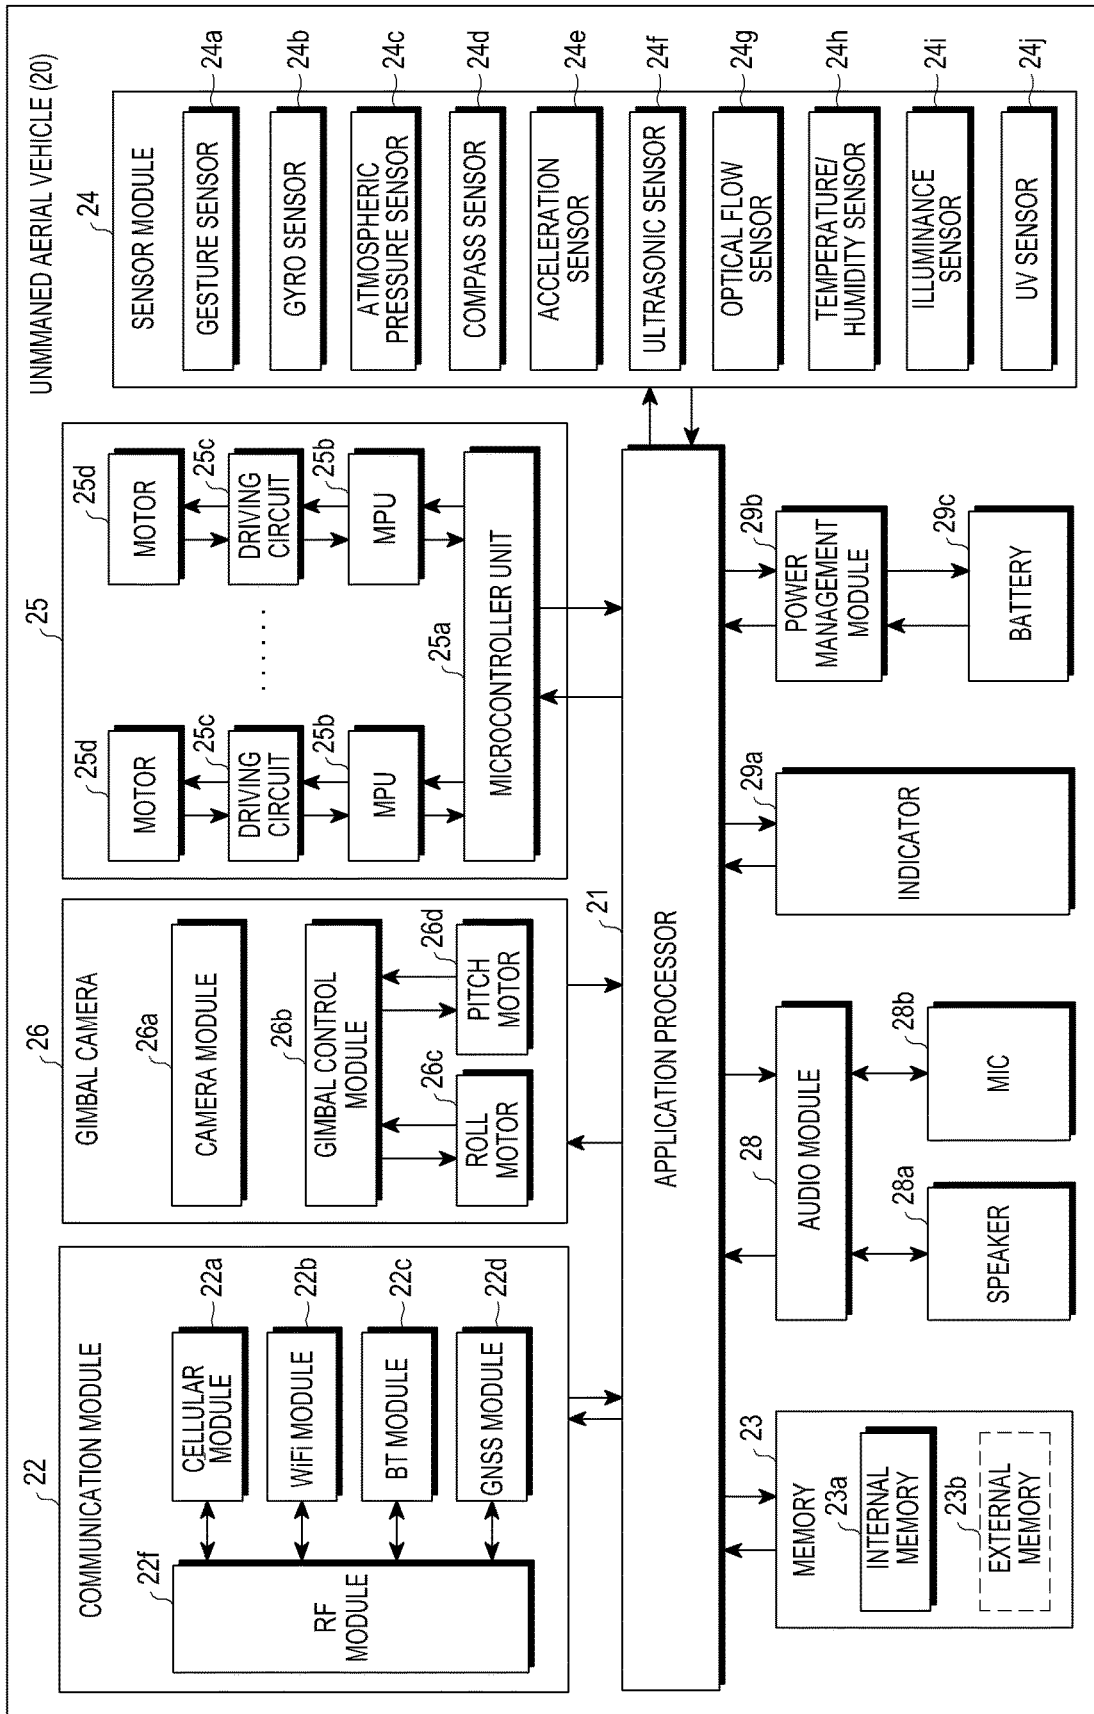 UNMMANED AERIAL VEHICLE (20)
22
COMMUNICATION MODULE
22f
RF
MODULE
CELLULAR
MODULE
22a
WiFi MODULE
22b
BT MODULE
22c
GNSS MODULE
22d
26
GIMBAL CAMERA
26a
CAMERA MODULE
26b
GIMBAL CONTROL
MODULE
26c
ROLL
MOTOR
26d
PITCH
MOTOR
25
25d
MOTOR
25c
DRIVING
CIRCUIT
25b
MPU
. . . . . .
25d
MOTOR
25c
DRIVING
CIRCUIT
25b
MPU
25a
MICROCONTROLLER UNIT
24
SENSOR MODULE
GESTURE SENSOR
24a
GYRO SENSOR
24b
ATMOSPHERIC
PRESSURE SENSOR
24c
COMPASS SENSOR
24d
ACCELERATION
SENSOR
24e
ULTRASONIC SENSOR
24f
OPTICAL FLOW
SENSOR
24g
TEMPERATURE/
HUMIDITY SENSOR
24h
ILLUMINANCE
SENSOR
24i
UV SENSOR
24j
21
APPLICATION PROCESSOR
23
MEMORY
23a
INTERNAL
MEMORY
23b
EXTERNAL
MEMORY
28
AUDIO MODULE
28a
SPEAKER
28b
MIC
29a
INDICATOR
29b
POWER
MANAGEMENT
MODULE
29c
BATTERY